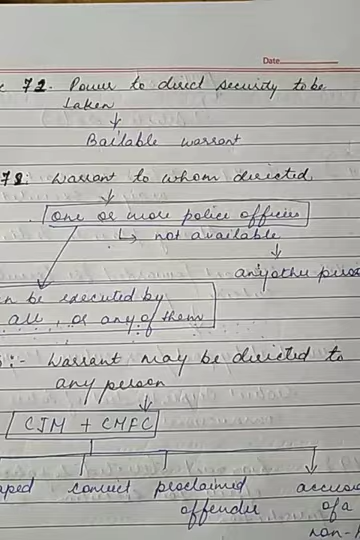 Date
72. Power to direct security to be
taken
Bailable warrant
78. Warrant to whom directed
One or more police officers
not available
any other person
n be executed by
all, or any of them
:- Warrant may be directed to
any person
CJM + CMFC
aped convict proclaimed accused
offender of a
non-